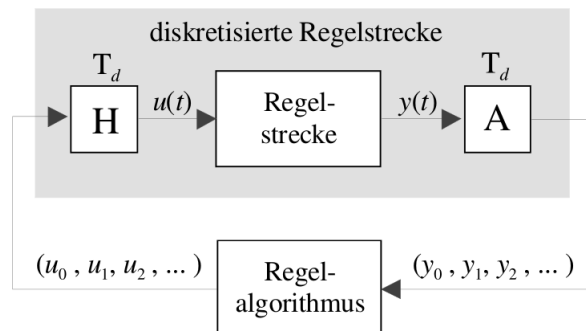 diskretisierte Regelstrecke
T_d T_d
H u(t) Regel-
strecke y(t) A
(u_0 , u_1, u_2 , ... ) Regel-
algorithmus (y_0 , y_1, y_2 , ... )